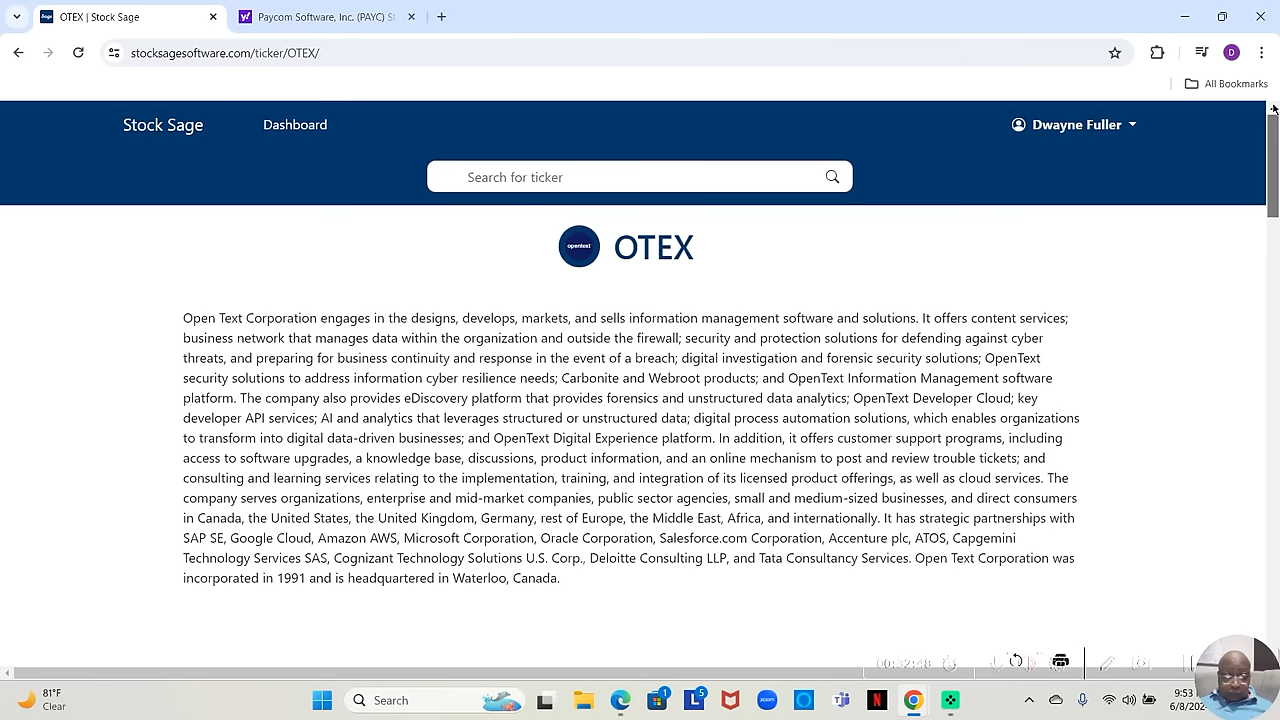 OTEX | Stock Sage
Paycom Software, Inc. (PAYC) St
stocksagesoftware.com/ticker/OTEX/
D
All Bookmarks
Stock Sage
Dashboard
Dwayne Fuller
Search for ticker
opentext
OTEX
Open Text Corporation engages in the designs, develops, markets, and sells information management software and solutions. It offers content services;
business network that manages data within the organization and outside the firewall; security and protection solutions for defending against cyber
threats, and preparing for business continuity and response in the event of a breach; digital investigation and forensic security solutions; OpenText
security solutions to address information cyber resilience needs; Carbonite and Webroot products; and OpenText Information Management software
platform. The company also provides eDiscovery platform that provides forensics and unstructured data analytics; OpenText Developer Cloud; key
developer API services; AI and analytics that leverages structured or unstructured data; digital process automation solutions, which enables organizations
to transform into digital data-driven businesses; and OpenText Digital Experience platform. In addition, it offers customer support programs, including
access to software upgrades, a knowledge base, discussions, product information, and an online mechanism to post and review trouble tickets; and
consulting and learning services relating to the implementation, training, and integration of its licensed product offerings, as well as cloud services. The
company serves organizations, enterprise and mid-market companies, public sector agencies, small and medium-sized businesses, and direct consumers
in Canada, the United States, the United Kingdom, Germany, rest of Europe, the Middle East, Africa, and internationally. It has strategic partnerships with
SAP SE, Google Cloud, Amazon AWS, Microsoft Corporation, Oracle Corporation, Salesforce.com Corporation, Accenture plc, ATOS, Capgemini
Technology Services SAS, Cognizant Technology Solutions U.S. Corp., Deloitte Consulting LLP, and Tata Consultancy Services. Open Text Corporation was
incorporated in 1991 and is headquartered in Waterloo, Canada.
81°F
Clear
Search
1
5
9:53
6/8/202